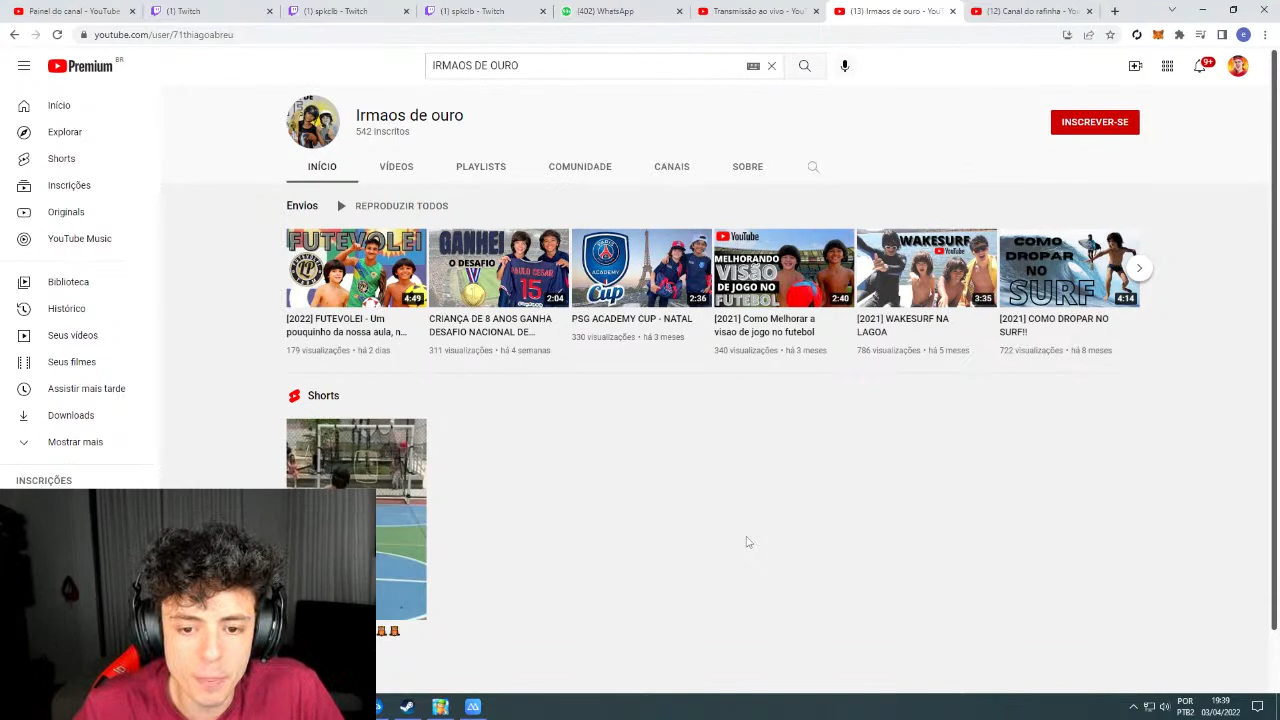 Painel do canal - YouTube
(1) Twitch
(1) spkclb - Twitch
(2) spkclb - Twitch
(402) WhatsApp
Transmissão ao vivo - You
(13) Irmaos de ouro - YouT
(12) Canal do rafinha - You
youtube.com/user/71thiagoabreu
Premium BR
IRMAOS DE OURO
9+
Início
Explorar
Shorts
Inscrições
Originals
YouTube Music
Biblioteca
Histórico
Seus vídeos
Seus filmes
Assistir mais tarde
Downloads
Mostrar mais
INSCRIÇÕES
Irmaos de ouro
542 inscritos
INSCREVER-SE
INÍCIO VÍDEOS PLAYLISTS COMUNIDADE CANAIS SOBRE
Envios REPRODUZIR TODOS
FUTEVOLEI
4:49
GANHEI
O DESAFIO
PAULO CESAR
15
2:04
ACADEMY
Cup
2:36
YouTube
MELHORANDO
VISÃO
DE JOGO NO
FUTEBOL
2:40
WAKESURF
YouTube
3:35
COMO
DROPAR
NO
SURF
4:14
[2022] FUTEVOLEI - Um
pouquinho da nossa aula, n...
179 visualizações • há 2 dias
CRIANÇA DE 8 ANOS GANHA
DESAFIO NACIONAL DE...
311 visualizações • há 4 semanas
PSG ACADEMY CUP - NATAL
330 visualizações • há 3 meses
[2021] Como Melhorar a
visao de jogo no futebol
340 visualizações • há 3 meses
[2021] WAKESURF NA
LAGOA
786 visualizações • há 5 meses
[2021] COMO DROPAR NO
SURF!!
722 visualizações • há 8 meses
Shorts
POR
PTB2
19:39
03/04/2022